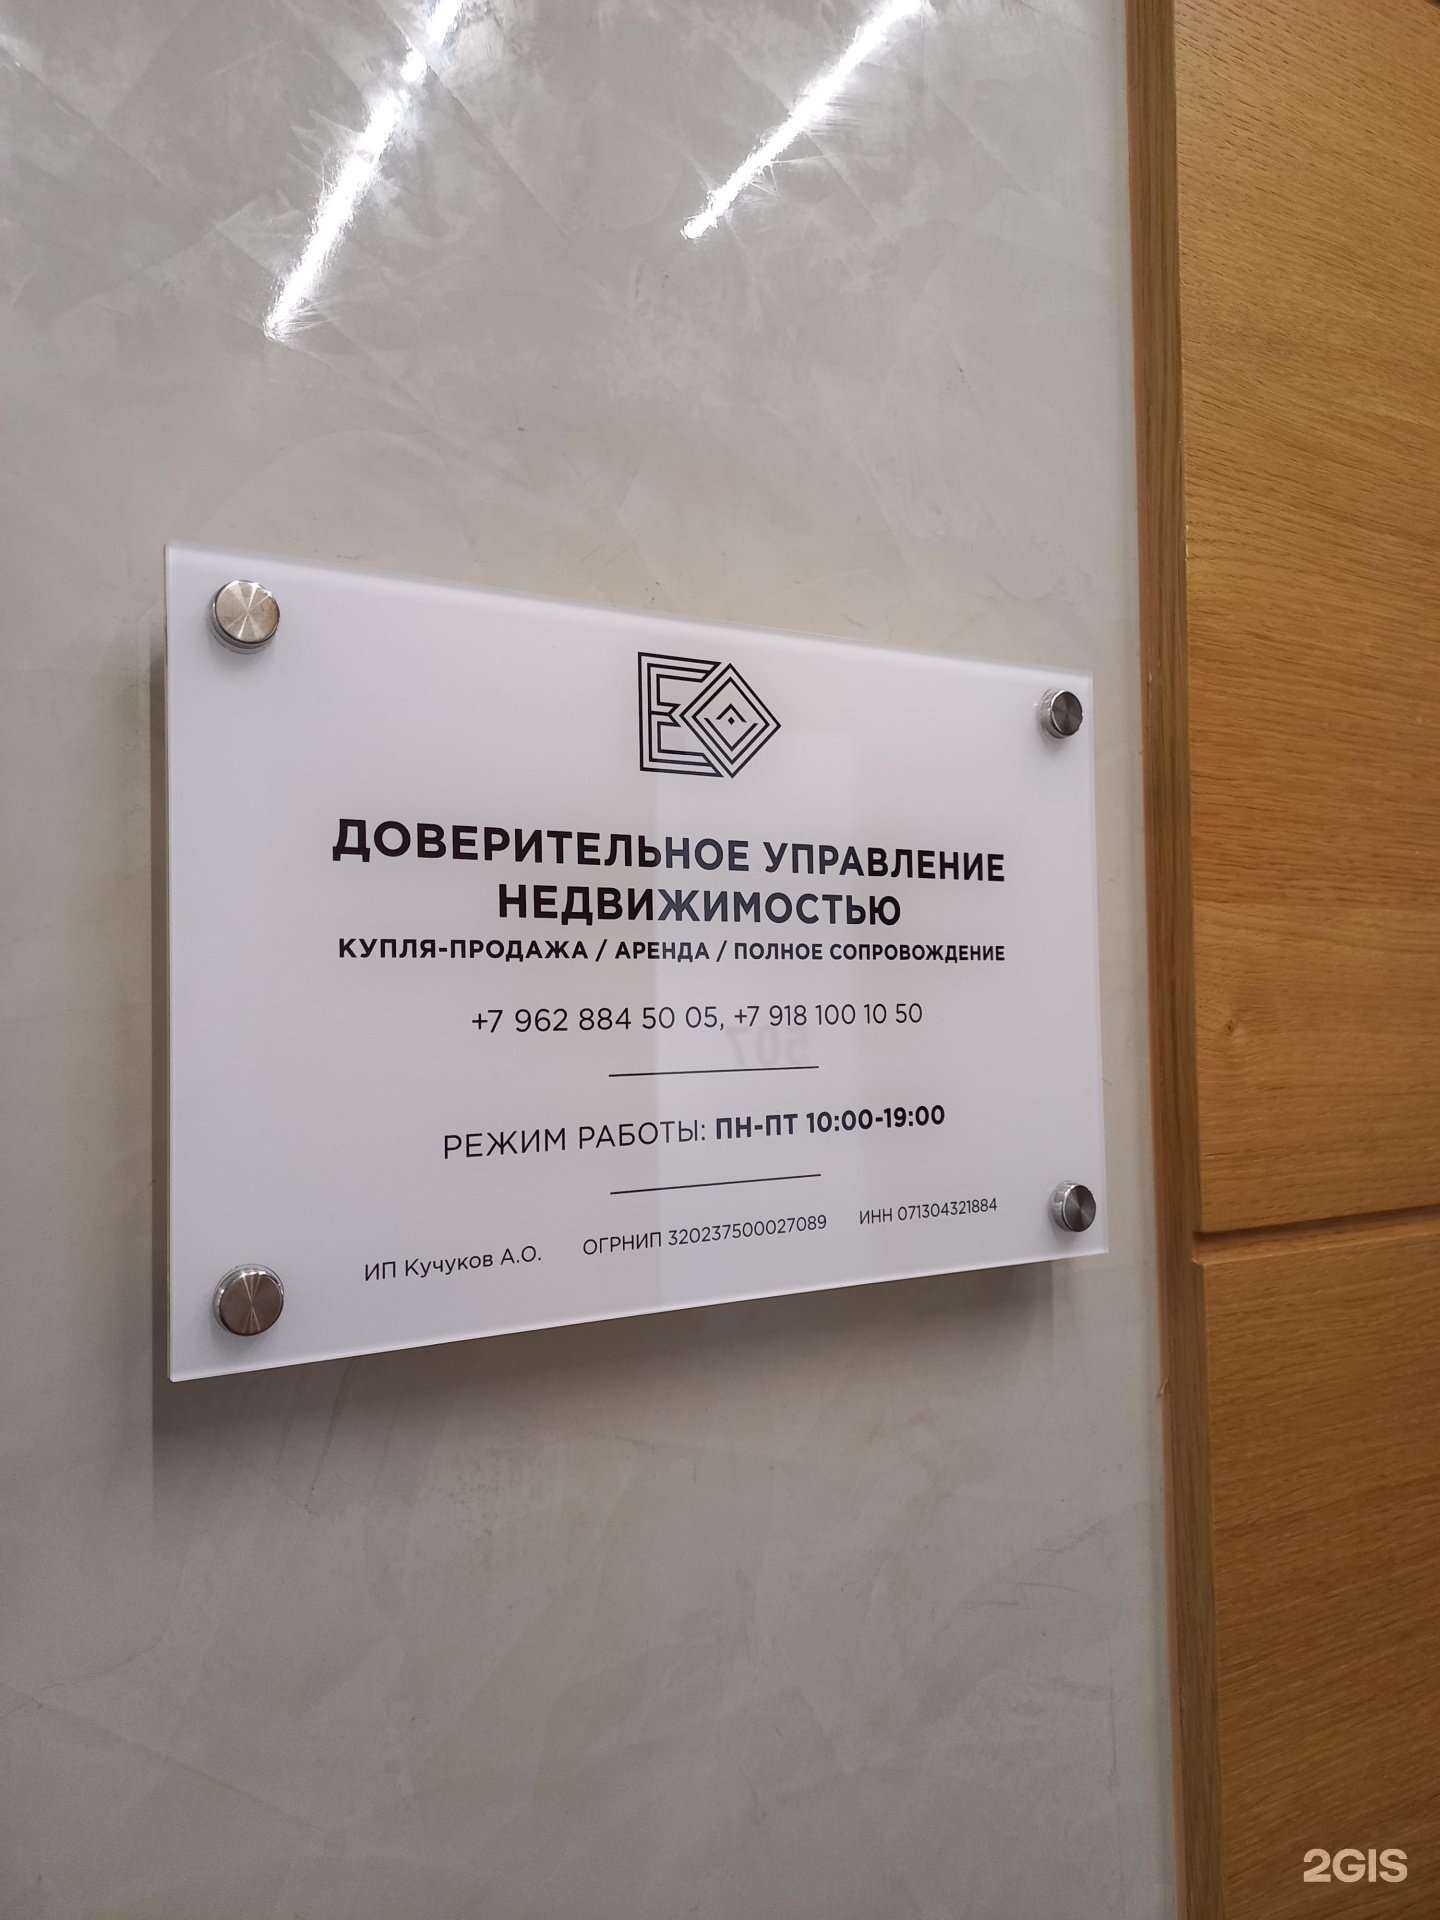 ДОВЕРИТЕЛЬНОЕ УПРАВЛЕНИЕ
НЕДВИЖИМОСТЬЮ
КУПЛЯ-ПРОДАЖА / АРЕНДА / ПОЛНОЕ СОПРОВОЖДЕНИЕ
+7 962 884 50 05, +7 918 100 10 50
507
РЕЖИМ РАБОТЫ: ПН-ПТ 10:00-19:00
ИП Кучуков А.О. ОГРНИП 320237500027089 ИНН 071304321884
2GIS